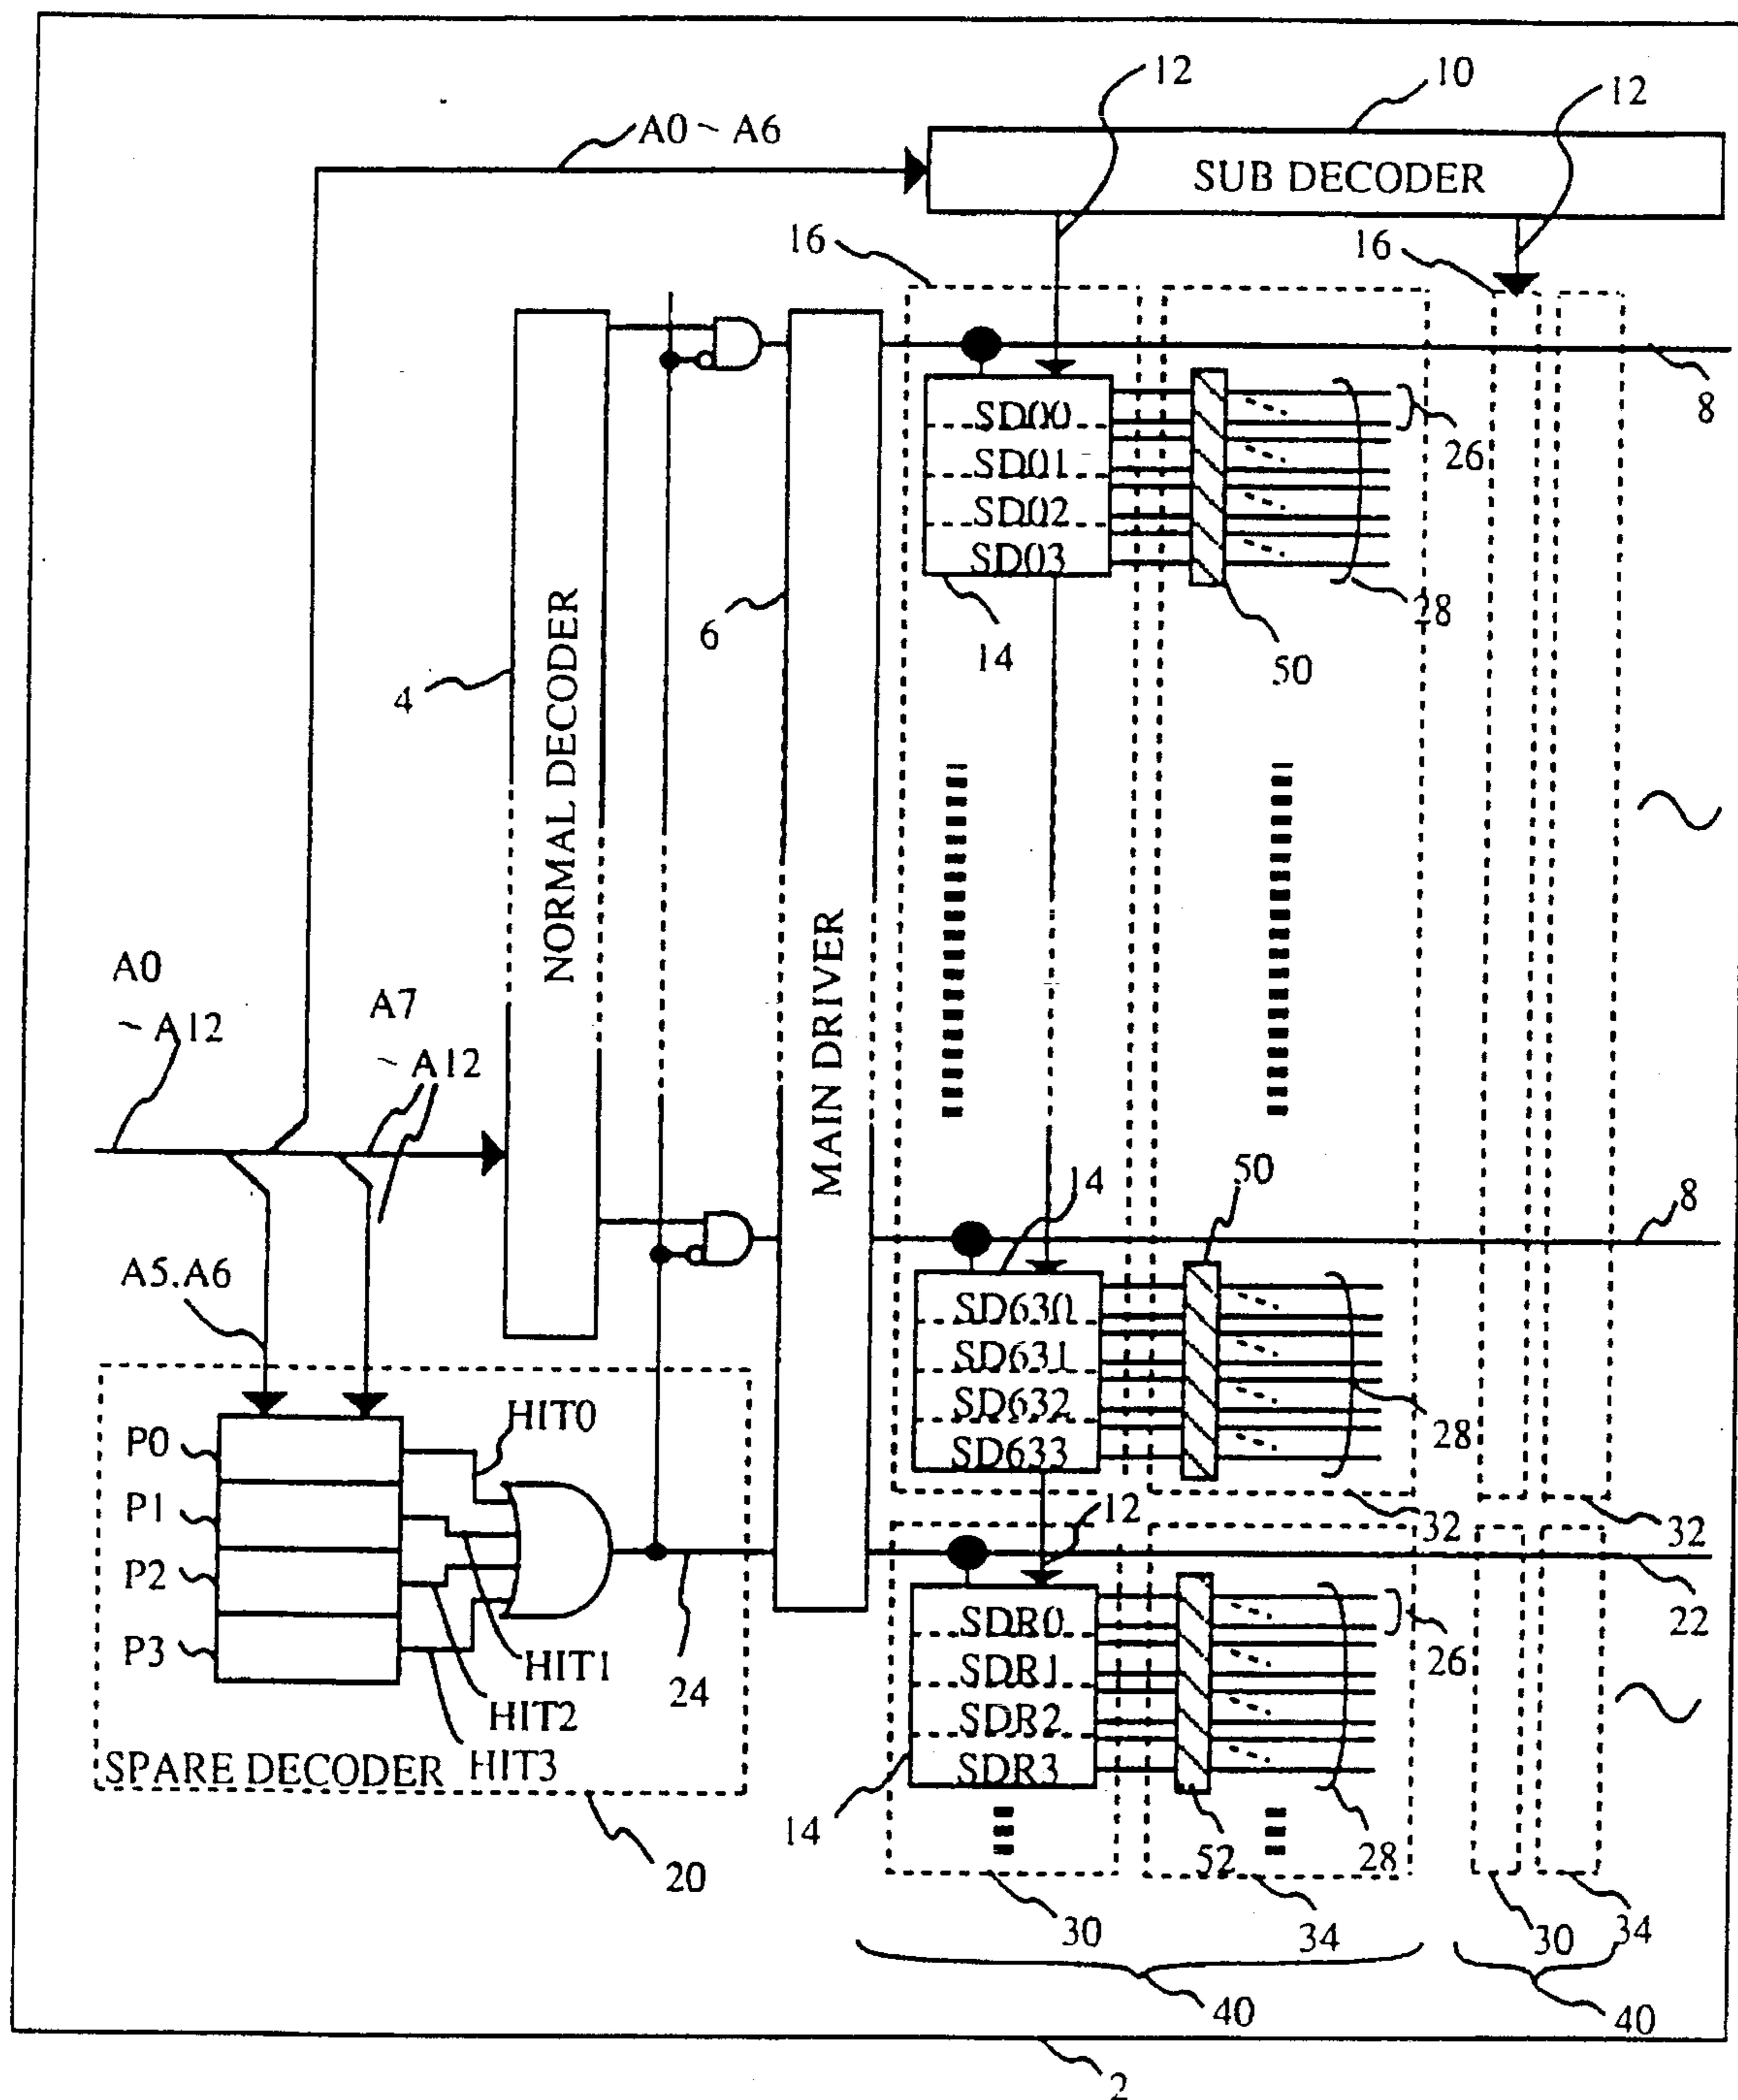 12
10
12
A0 ~ A6
SUB DECODER
16
16
8
SD00
26
SD01
SD02
SD03
28
6
14
50
4
NORMAL DECODER
MAIN DRIVER
A0
~ A12
A7
~ A12
14
50
8
A5.A6
SD630
SD631
SD632
SD633
28
HIT0
P0
P1
P2
P3
12
32
32
22
SDR0
26
SDR1
SDR2
SDR3
HIT1
24
HIT2
HIT3
SPARE DECODER
14
52
28
20
30
34
30
34
40
40
2